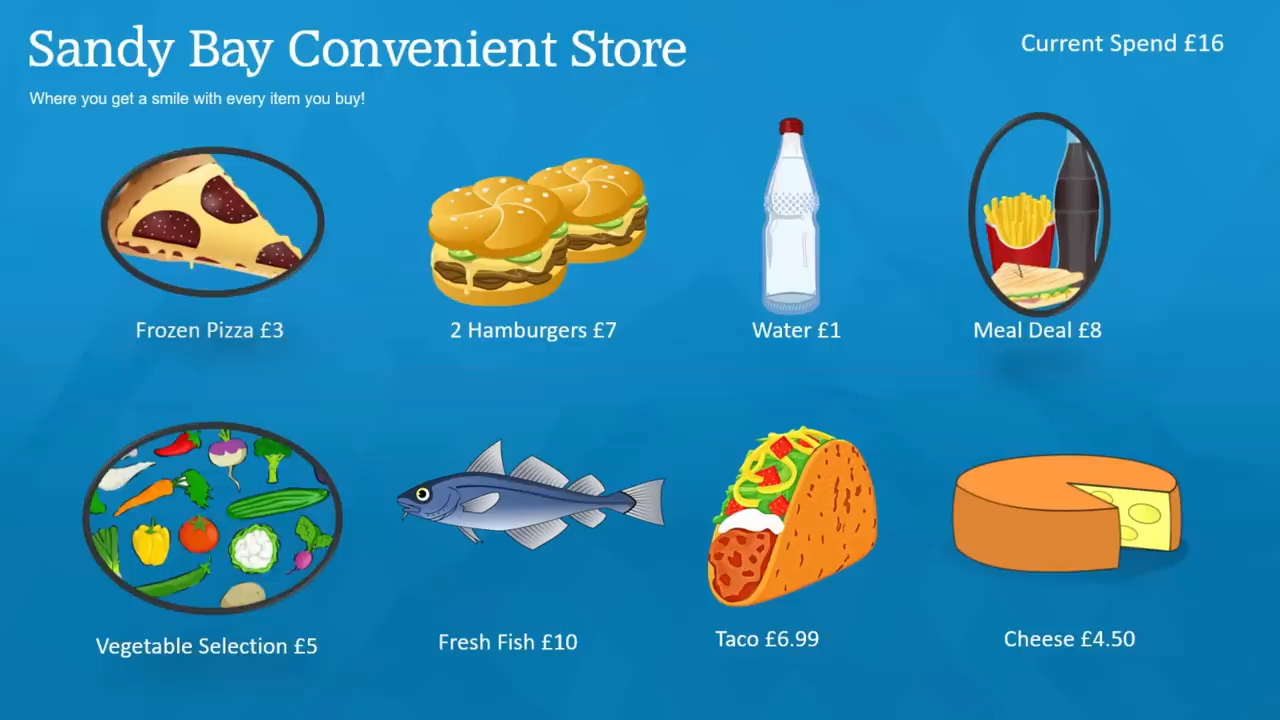 Sandy Bay Convenient Store
Current Spend £16
Where you get a smile with every item you buy!
Frozen Pizza £3
2 Hamburgers £7
Water £1
Meal Deal £8
Vegetable Selection £5
Fresh Fish £10
Taco £6.99
Cheese £4.50